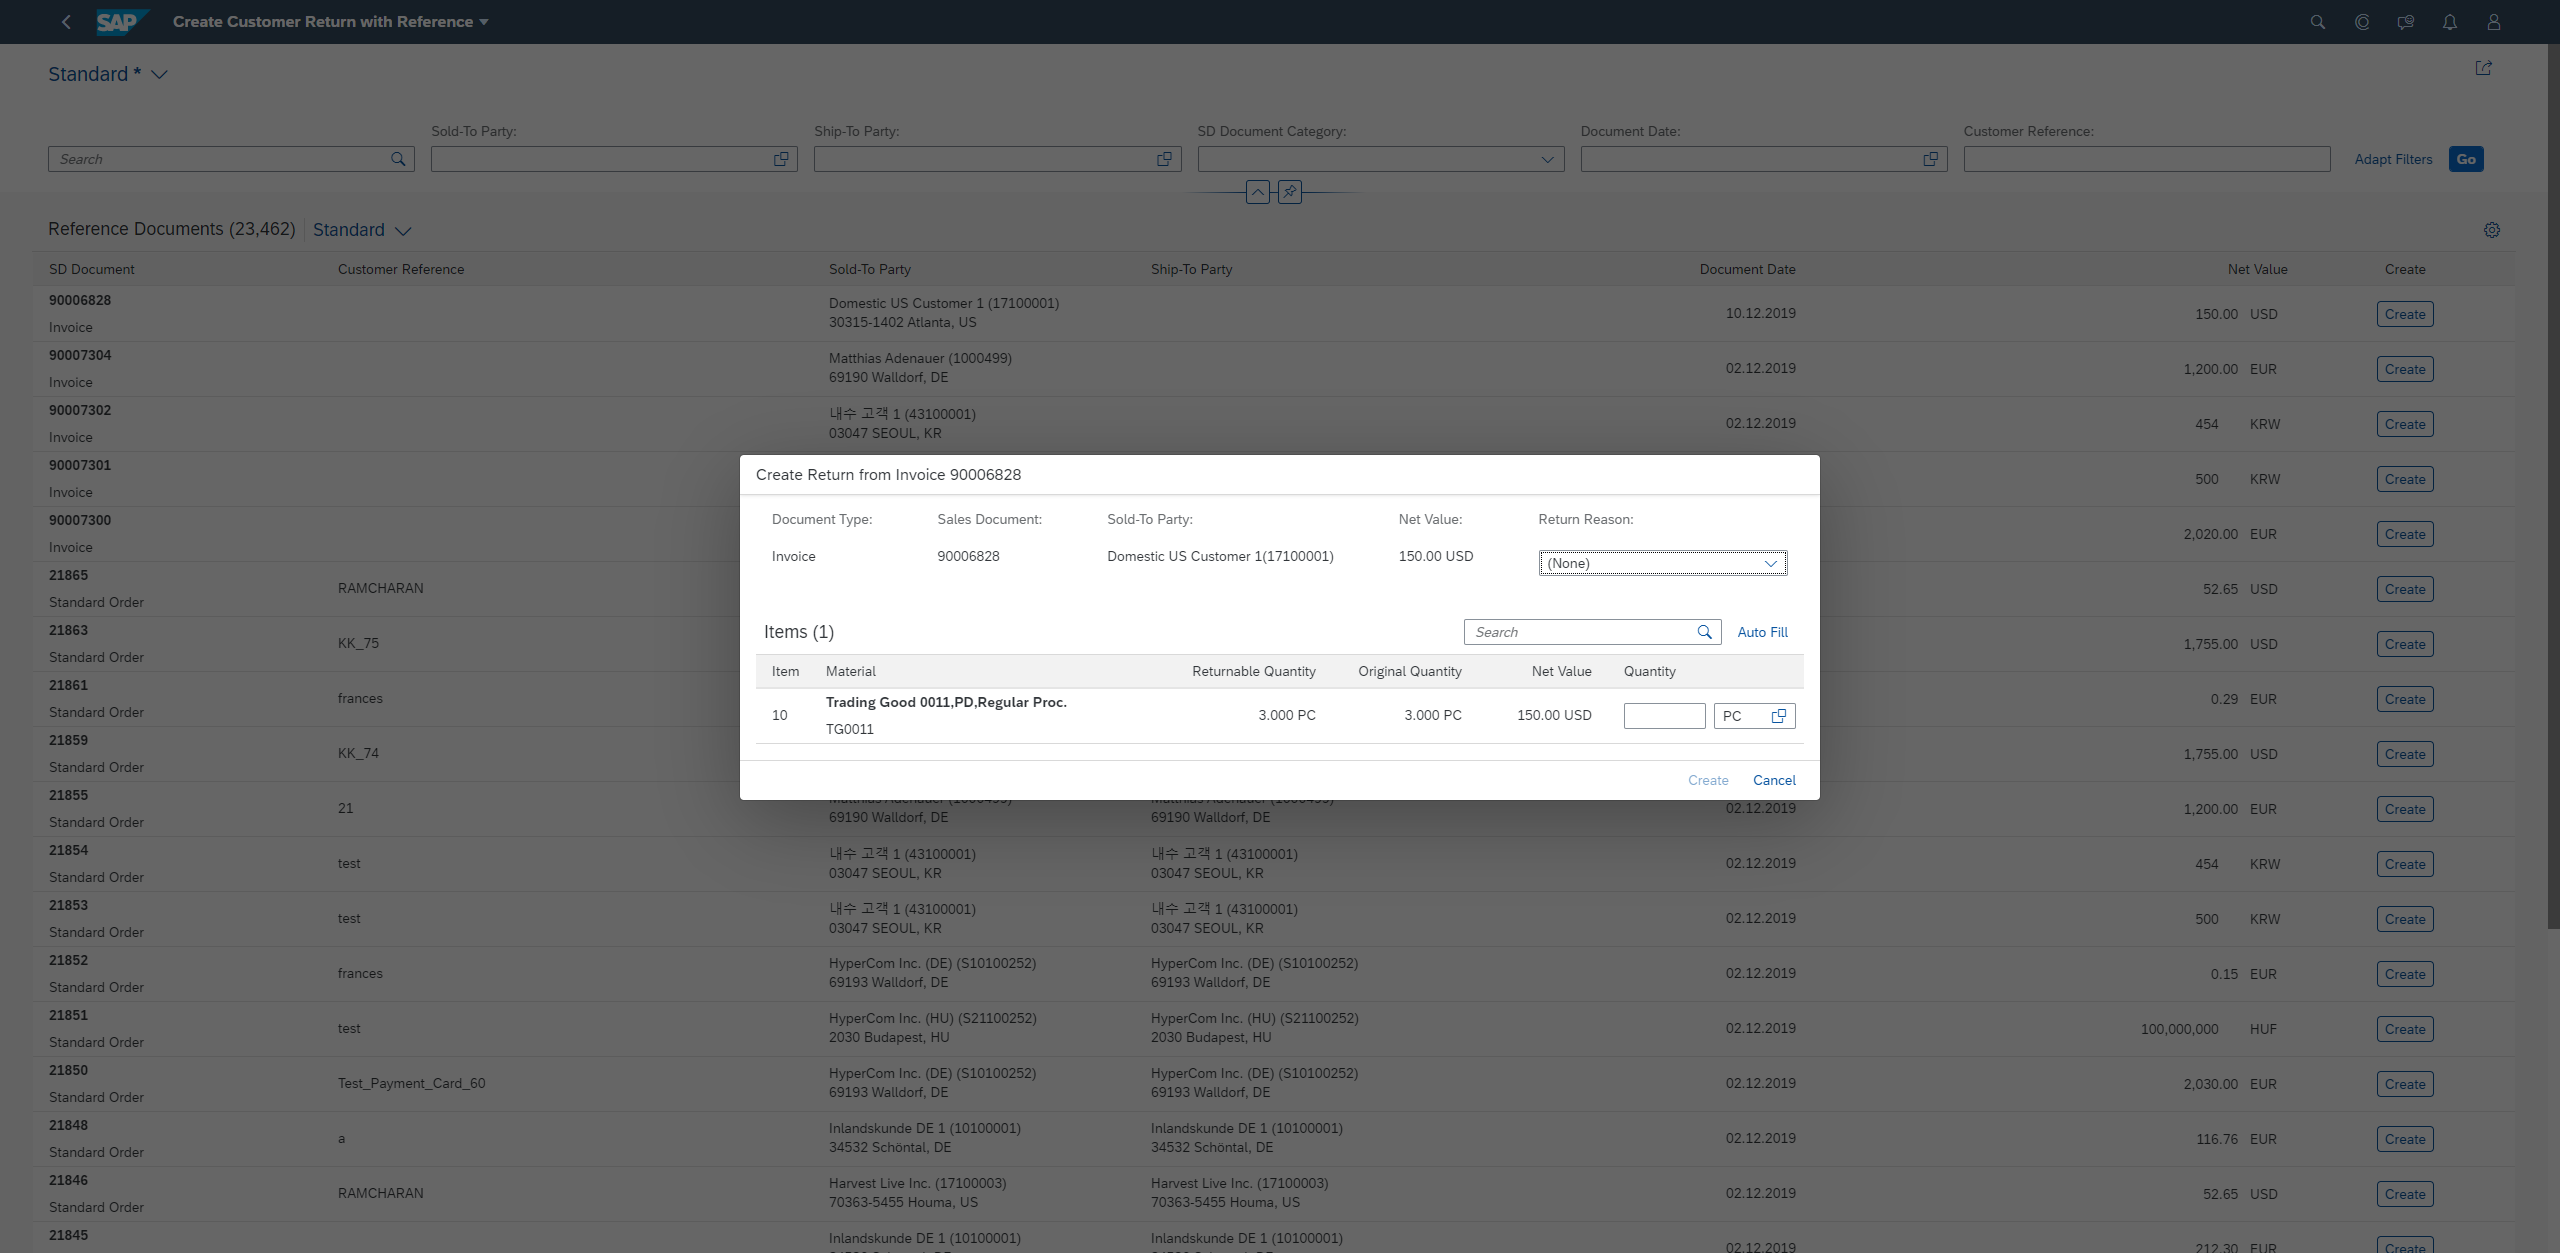 SAP Create Customer Return with Reference
Standard *
Sold-To Party: Ship-To Party: SD Document Category: Document Date: Customer Reference:
Search Adapt Filters Go
Reference Documents (23,462) Standard
SD Document Customer Reference Sold-To Party Ship-To Party Document Date Net Value Create
90006828
Invoice
Domestic US Customer 1 (17100001)
30315-1402 Atlanta, US
10.12.2019 150.00 USD Create
90007304
Invoice
Matthias Adenauer (1000499)
69190 Walldorf, DE
02.12.2019 1,200.00 EUR Create
90007302
Invoice
내수 고객 1 (43100001)
03047 SEOUL, KR
02.12.2019 454 KRW Create
90007301
Invoice
500 KRW Create
90007300
Invoice
2,020.00 EUR Create
21865
Standard Order
RAMCHARAN
52.65 USD Create
21863
Standard Order
KK_75
1,755.00 USD Create
21861
Standard Order
frances
0.29 EUR Create
21859
Standard Order
KK_74
1,755.00 USD Create
Create Return from Invoice 90006828
Document Type: Sales Document: Sold-To Party: Net Value: Return Reason:
Invoice 90006828 Domestic US Customer 1(17100001) 150.00 USD (None)
Items (1) Search Auto Fill
Item Material Returnable Quantity Original Quantity Net Value Quantity
10 Trading Good 0011,PD,Regular Proc.
TG0011
3.000 PC 3.000 PC 150.00 USD PC
Create Cancel
21855
Standard Order
21
Matthias Adenauer (1000499)
69190 Walldorf, DE
Matthias Adenauer (1000499)
69190 Walldorf, DE
02.12.2019 1,200.00 EUR Create
21854
Standard Order
test
내수 고객 1 (43100001)
03047 SEOUL, KR
내수 고객 1 (43100001)
03047 SEOUL, KR
02.12.2019 454 KRW Create
21853
Standard Order
test
내수 고객 1 (43100001)
03047 SEOUL, KR
내수 고객 1 (43100001)
03047 SEOUL, KR
02.12.2019 500 KRW Create
21852
Standard Order
frances
HyperCom Inc. (DE) (S10100252)
69193 Walldorf, DE
HyperCom Inc. (DE) (S10100252)
69193 Walldorf, DE
02.12.2019 0.15 EUR Create
21851
Standard Order
test
HyperCom Inc. (HU) (S21100252)
2030 Budapest, HU
HyperCom Inc. (HU) (S21100252)
2030 Budapest, HU
02.12.2019 100,000,000 HUF Create
21850
Standard Order
Test_Payment_Card_60
HyperCom Inc. (DE) (S10100252)
69193 Walldorf, DE
HyperCom Inc. (DE) (S10100252)
69193 Walldorf, DE
02.12.2019 2,030.00 EUR Create
21848
Standard Order
a
Inlandskunde DE 1 (10100001)
34532 Schöntal, DE
Inlandskunde DE 1 (10100001)
34532 Schöntal, DE
02.12.2019 116.76 EUR Create
21846
Standard Order
RAMCHARAN
Harvest Live Inc. (17100003)
70363-5455 Houma, US
Harvest Live Inc. (17100003)
70363-5455 Houma, US
02.12.2019 52.65 USD Create
21845
Inlandskunde DE 1 (10100001)
Inlandskunde DE 1 (10100001)
02.12.2019 212.30 EUR Create